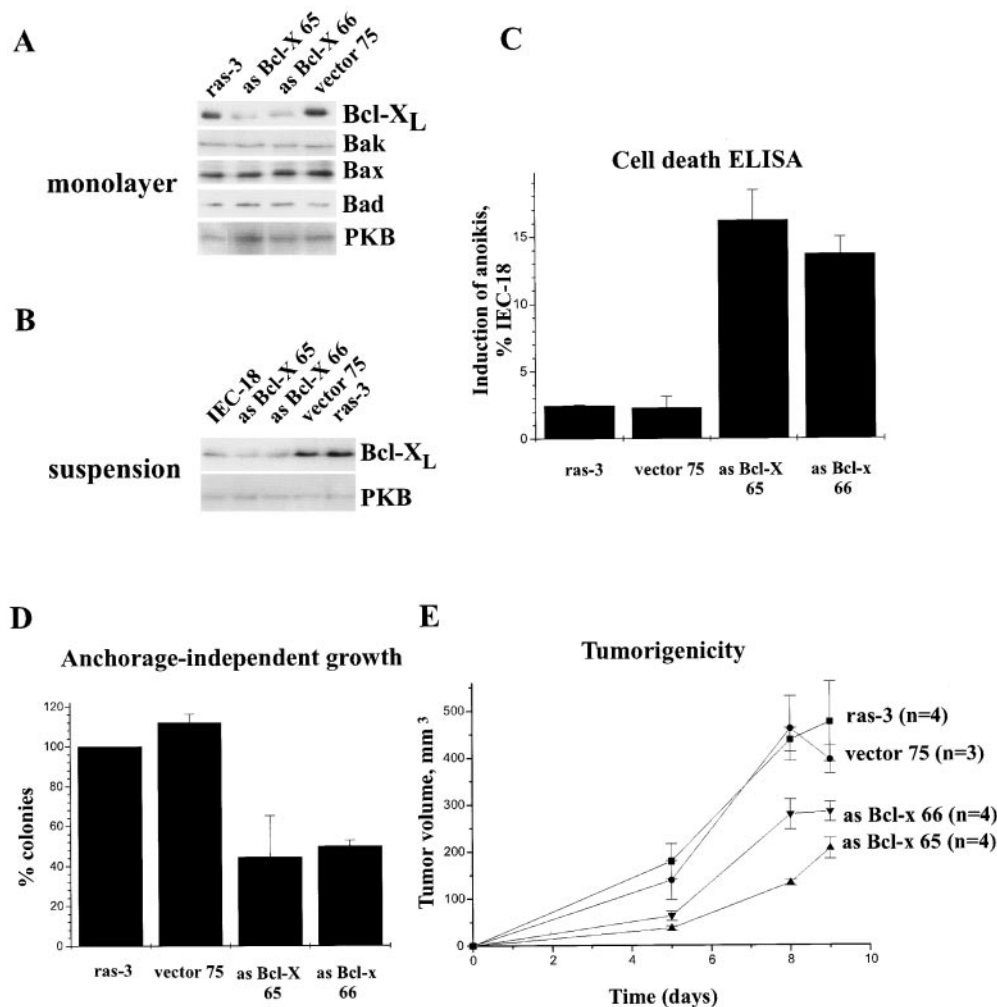 A
ras-3
as Bcl-X 65
as Bcl-X 66
vector 75
Bcl-XL
Bak
Bax
Bad
PKB
monolayer
B
IEC-18
as Bcl-X 65
as Bcl-X 66
vector 75
ras-3
Bcl-XL
PKB
suspension
C
Cell death ELISA
Induction of anoikis,
% IEC-18
15
10
5
0
ras-3
vector 75
as Bcl-X
65
as Bcl-x
66
D
Anchorage-independent growth
% colonies
120
100
80
60
40
20
0
ras-3
vector 75
as Bcl-X
65
as Bcl-x
66
E
Tumorigenicity
Tumor volume, mm 3
500
400
300
200
100
0
ras-3 (n=4)
vector 75 (n=3)
as Bcl-x 66 (n=4)
as Bcl-x 65 (n=4)
0
2
4
6
8
10
Time (days)